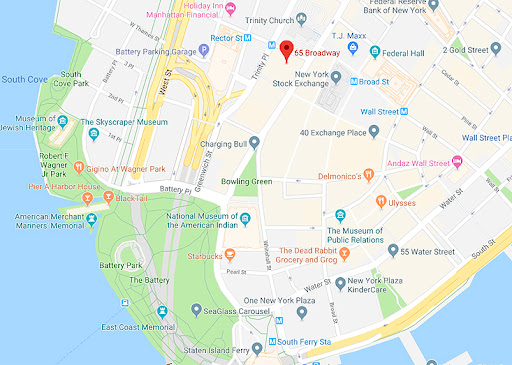 Holiday Inn
Manhattan Financial
Federal Reserve
Bank of New York
Trinity Church
T.J. Maxx
2 Gold Street
Rector St
W Thames St
Battery Parking Garage
65 Broadway
Federal Hall
Trinity Pl
South Cove
South
Cove Park
West St
New York
Stock Exchange
Broad St
Pine St
Cedar St
3rd Pl
Museum of
Jewish Heritage
The Skyscraper Museum
Wall Street
Wall Street Plaza
1st Pl
40 Exchange Place
Charging Bull
Robert F
Wagner
Jr Park
Greenwich St
Andaz Wall Street
Gigino At Wagner Park
Delmonico's
Bowling Green
Pier A Harbor House
Battery Pl
BlackTail
Ulysses
Water St
American Merchant
Manners Memorial
National Museum of
the American Indian
The Museum of
Public Relations
South St
Battery Park
Starbucks
The Dead Rabbit
Grocery and Grog
55 Water Street
Whitehall St
Pearl St
The Battery
Water St
New York Plaza
KinderCare
One New York
Plaza
Broad St
SeaGlass Carousel
East Coast Memorial
South Ferry Sta
Staten Island Ferry